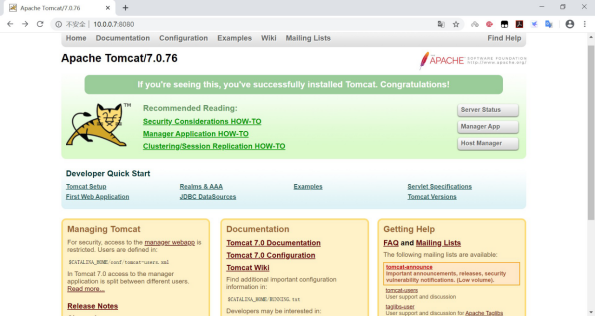 Apache Tomcat
不安全 | 10.0.0.7:8080
Home Documentation Configuration Examples Wiki Mailing Lists Find Help
Apache Tomcat/7.0.76
APACHE SOFTWARE FOUNDATION
http://www.apache.org/
If you're seeing this, you've successfully installed Tomcat. Congratulations!
TM
Recommended Reading:
Security Considerations HOW-TO
Manager Application HOW-TO
Clustering/Session Replication HOW-TO
Server Status
Manager App
Host Manager
Developer Quick Start
Tomcat Setup Realms & AAA Examples Servlet Specifications
First Web Application JDBC DataSources Tomcat Versions
Managing Tomcat
For security, access to the manager webapp is
restricted. Users are defined in:
$CATALINA_HOME/conf/tomcat-users.xml
In Tomcat 7.0 access to the manager
application is split between different users.
Read more...
Release Notes
Documentation
Tomcat 7.0 Documentation
Tomcat 7.0 Configuration
Tomcat Wiki
Find additional important configuration
information in:
$CATALINA_HOME/RUNNING.txt
Developers may be interested in:
Getting Help
FAQ and Mailing Lists
The following mailing lists are available:
tomcat-announce
Important announcements, releases, security
vulnerability notifications. (Low volume).
tomcat-users
User support and discussion
taglibs-user
User support and discussion for Apache Taglibs